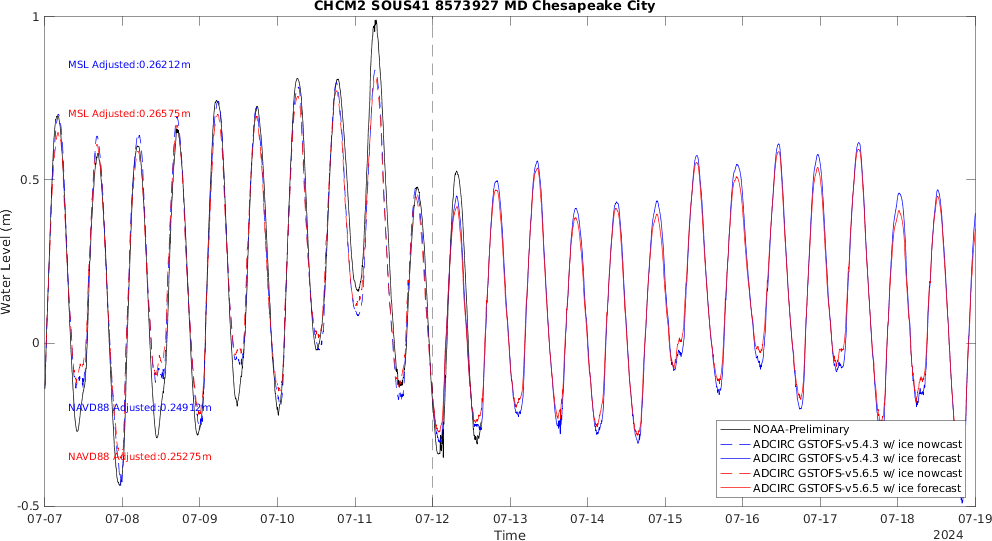 CHCM2 SOUS41 8573927 MD Chesapeake City
1
MSL Adjusted:0.26212m
MSL Adjusted:0.26575m
0.5
Water Level (m)
0
NAVD88 Adjusted:0.24912m
NAVD88 Adjusted:0.25275m
NOAA-Preliminary
ADCIRC GSTOFS-v5.4.3 w/ ice nowcast
ADCIRC GSTOFS-v5.4.3 w/ ice forecast
ADCIRC GSTOFS-v5.6.5 w/ ice nowcast
ADCIRC GSTOFS-v5.6.5 w/ ice forecast
-0.5
07-07 07-08 07-09 07-10 07-11 07-12 07-13 07-14 07-15 07-16 07-17 07-18 07-19
Time
2024